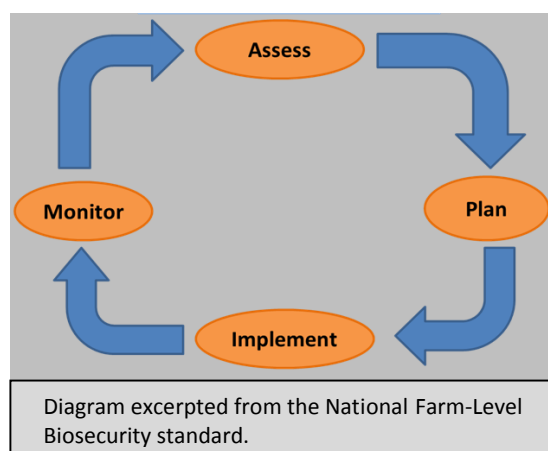 Assess
Plan
Implement
Monitor
Diagram excerpted from the National Farm-Level
Biosecurity standard.